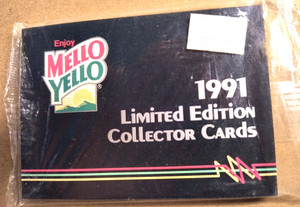 Enjoy
MELLO
YELLO®
1991
Limited Edition
Collector Cards